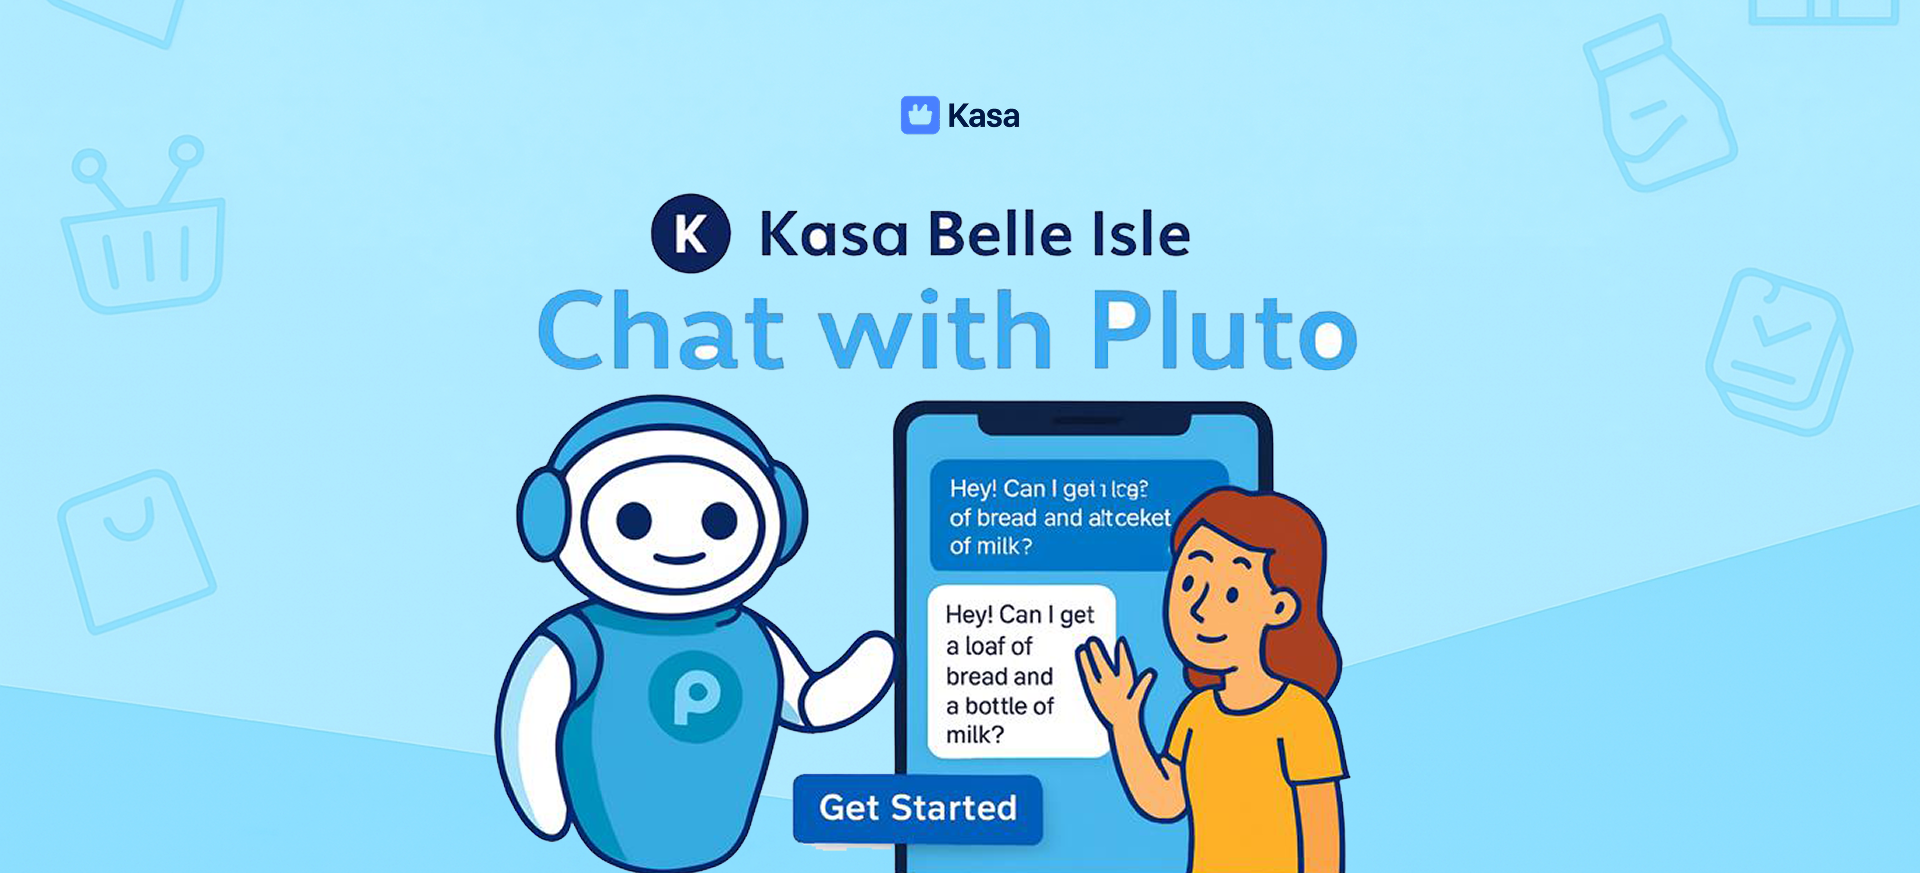 Kasa
K Kasa Belle Isle
Chat with Pluto
Hey! Can I get
of bread and
of milk?
Hey! Can I get
a loaf of
bread and
a bottle of
milk?
P
Get Started